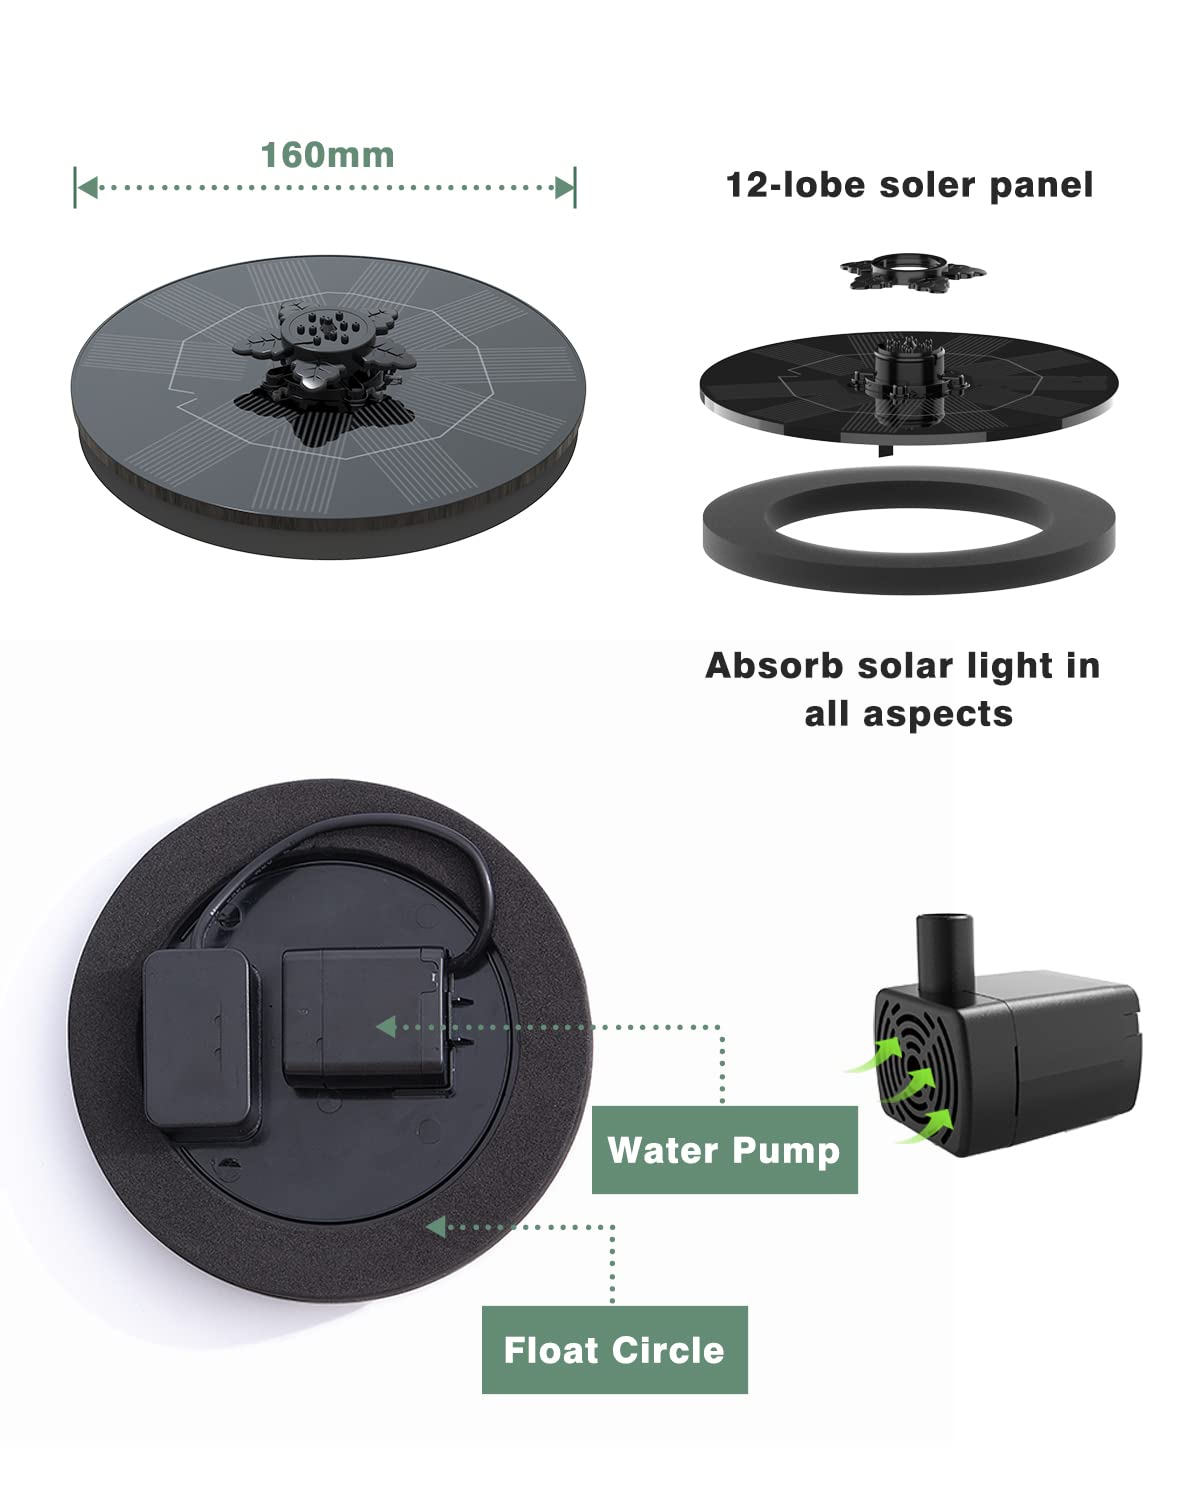 160mm
12-lobe soler panel
Absorb solar light in
all aspects
Water Pump
Float Circle